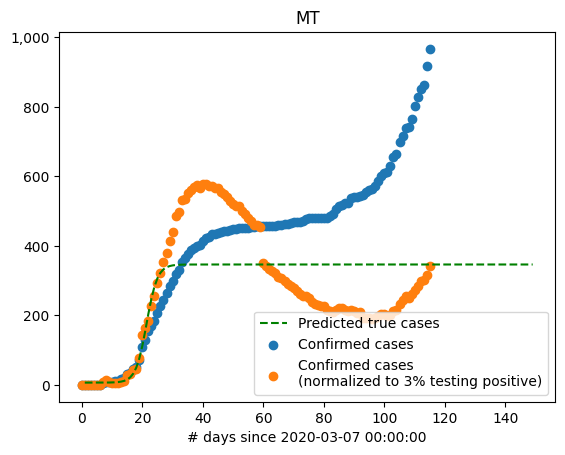 MT
1,000
800
600
400
200
0
Predicted true cases
Confirmed cases
Confirmed cases
(normalized to 3% testing positive)
0 20 40 60 80 100 120 140
# days since 2020-03-07 00:00:00